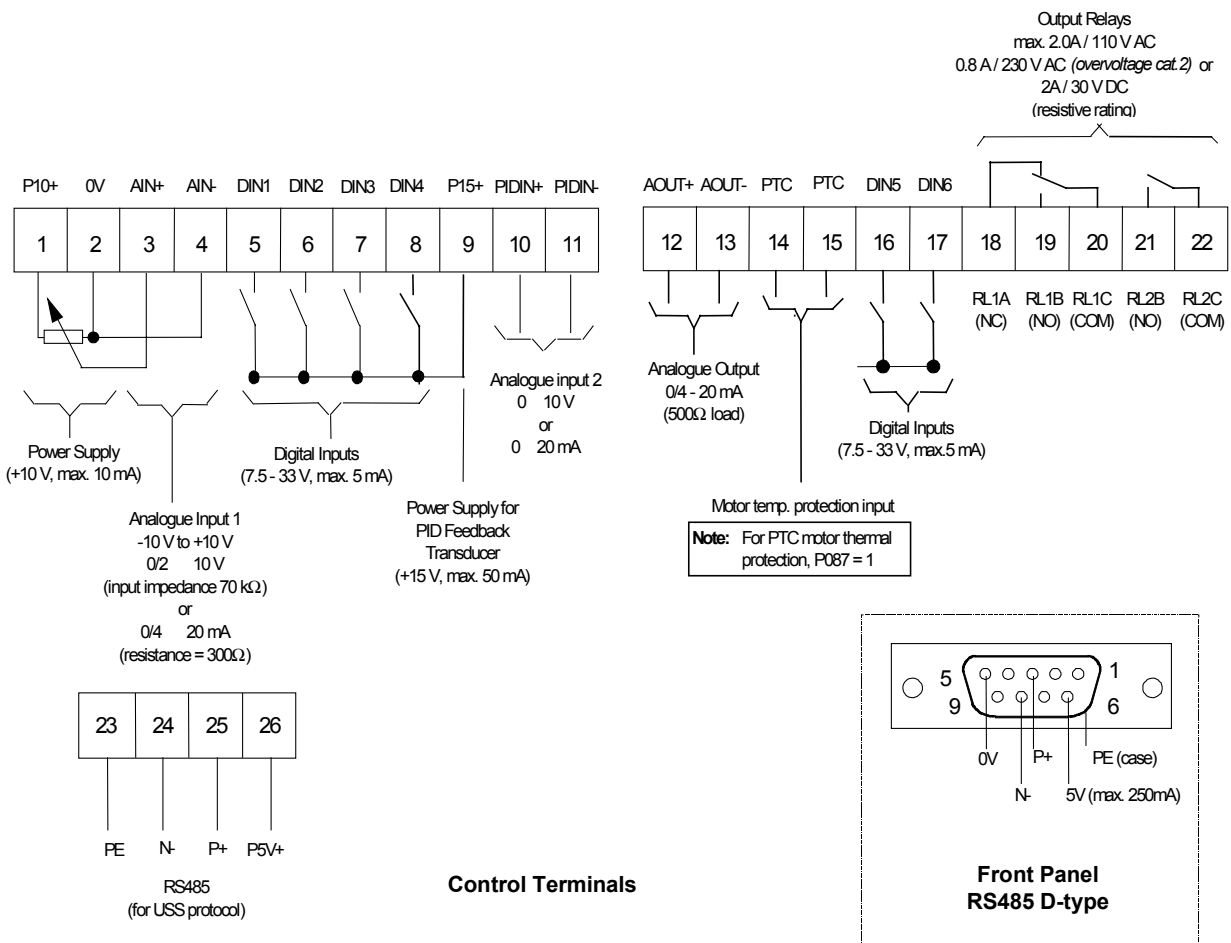 Output Relays
max. 2.0A / 110 V AC
0.8 A / 230 V AC (overvoltage cat.2) or
2A / 30 V DC
(resistive rating)
P10+ 0V AIN+ AIN- DIN1 DIN2 DIN3 DIN4 P15+ PIDIN+ PIDIN-
1 2 3 4 5 6 7 8 9 10 11
AOUT+ AOUT- PTC PTC DIN5 DIN6
12 13 14 15 16 17 18 19 20 21 22
RL1A RL1B RL1C RL2B RL2C
(NC) (NO) (COM) (NO) (COM)
Power Supply
(+10 V, max. 10 mA)
Analogue Input 1
-10 V to +10 V
0/2 10 V
(input impedance 70 kΩ)
or
0/4 20 mA
(resistance = 300Ω)
Digital Inputs
(7.5 - 33 V, max. 5 mA)
Power Supply for
PID Feedback
Transducer
(+15 V, max. 50 mA)
Analogue input 2
0 10 V
or
0 20 mA
Analogue Output
0/4 - 20 mA
(500Ω load)
Motor temp. protection input
Note: For PTC motor thermal
protection, P087 = 1
Digital Inputs
(7.5 - 33 V, max.5 mA)
23 24 25 26
PE N- P+ P5V+
RS485
(for USS protocol)
Control Terminals
5 1
9 6
0V P+ PE (case)
N- 5V (max. 250mA)
Front Panel
RS485 D-type